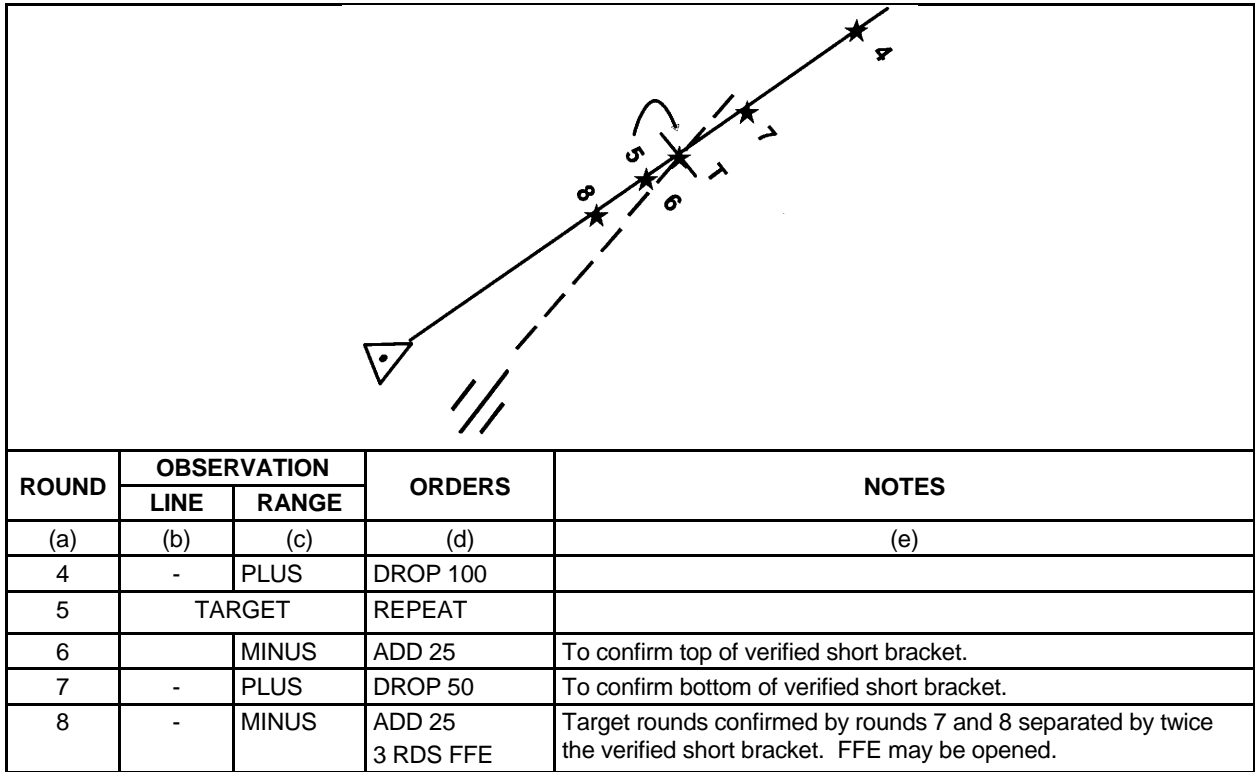 4
7
5
T
8
6
ROUND OBSERVATION ORDERS NOTES
LINE RANGE
(a) (b) (c) (d) (e)
4 - PLUS DROP 100
5 TARGET REPEAT
6 MINUS ADD 25 To confirm top of verified short bracket.
7 - PLUS DROP 50 To confirm bottom of verified short bracket.
8 - MINUS ADD 25 Target rounds confirmed by rounds 7 and 8 separated by twice
3 RDS FFE the verified short bracket. FFE may be opened.